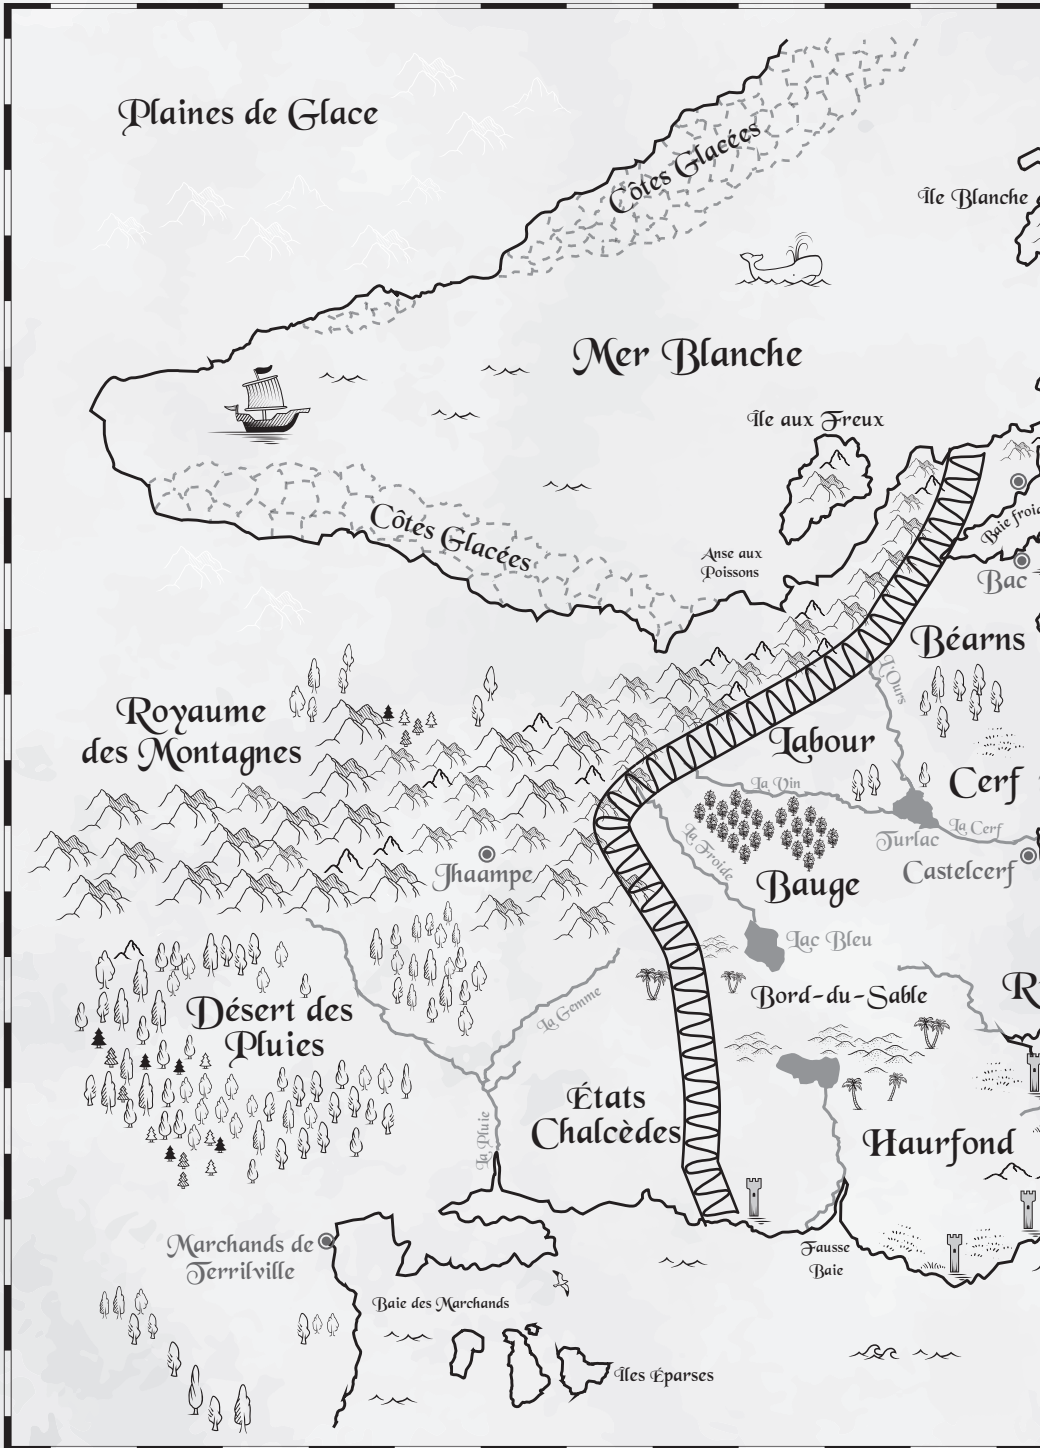 Plaines de Glace
Côtes Glacées
Île Blanche
Mer Blanche
Île aux Freux
Côtes Glacées
Anse aux
Poissons
Baie froid
Bac
Béarns
L'Ours
Royaume
des Montagnes
Labour
La Vin
Cerf
La Cerf
Turlac
Castelcerf
La Froide
Jhaampe
Bauge
Lac Bleu
Bord-du-Sable
R
La Gemme
Désert des
Pluies
États
Chalcèdes
La Pluie
Haurfond
Marchands de
Terrilville
Fausse
Baie
Baie des Marchands
Îles Éparses